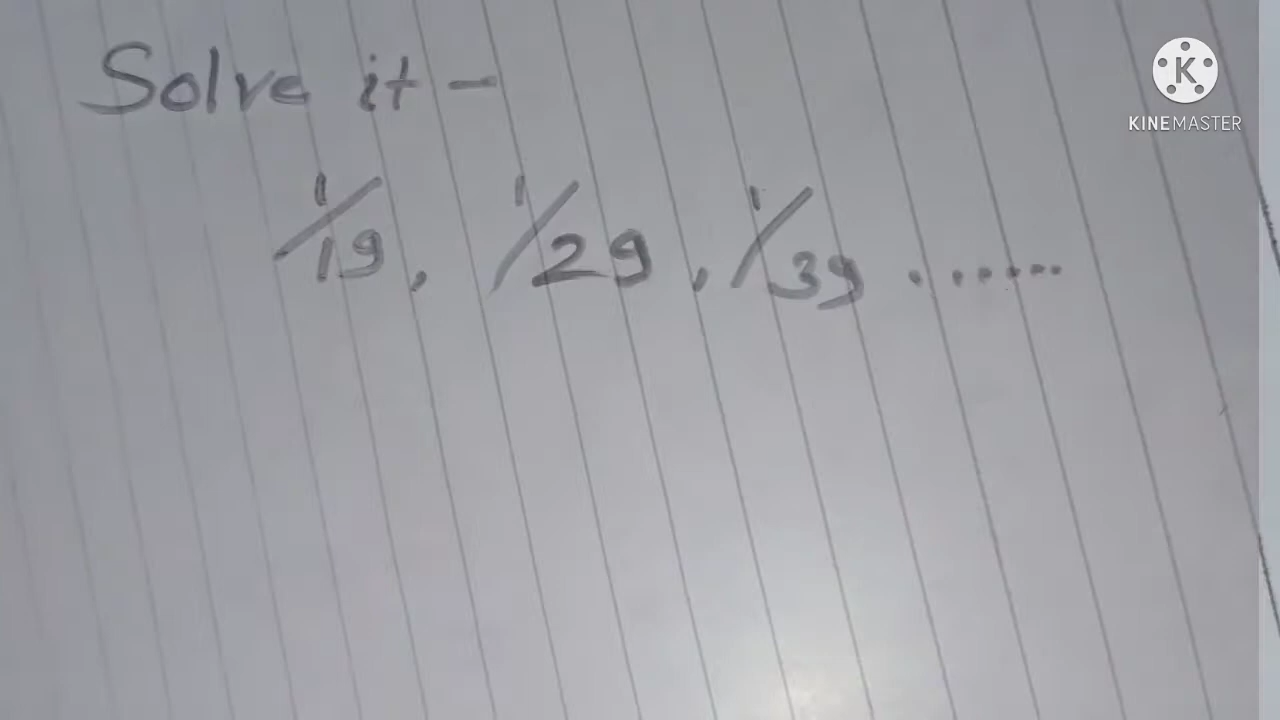 Solve it -
1/19, 1/29, 1/39 .......
K
KINEMASTER